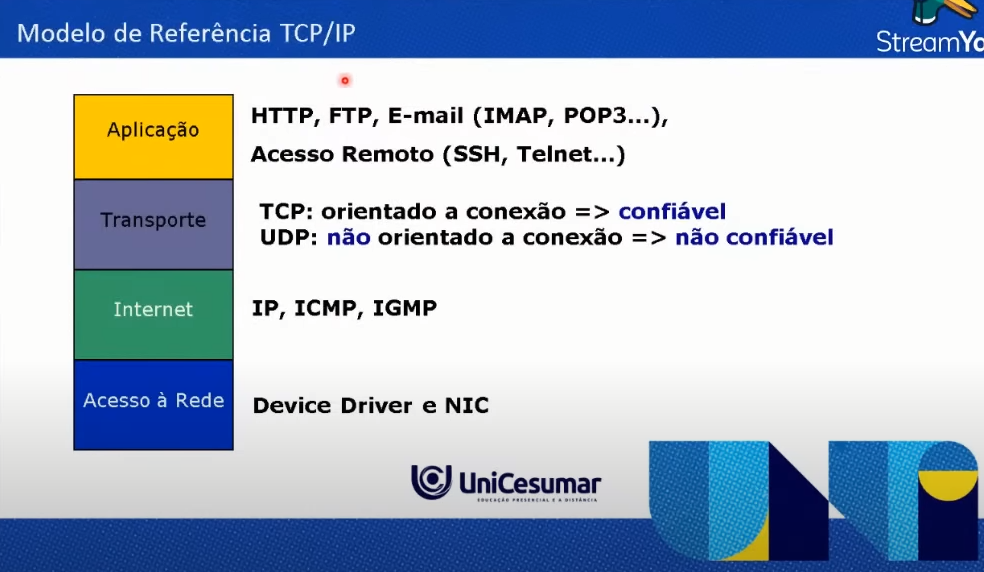 Modelo de Referência TCP/IP
Aplicação
HTTP, FTP, E-mail (IMAP, POP3...),
Acesso Remoto (SSH, Telnet...)
Transporte
TCP: orientado a conexão => confiável
UDP: não orientado a conexão => não confiável
Internet
IP, ICMP, IGMP
Acesso à Rede
Device Driver e NIC
UniCesumar
EDUCAÇÃO PRESENCIAL E A DISTÂNCIA